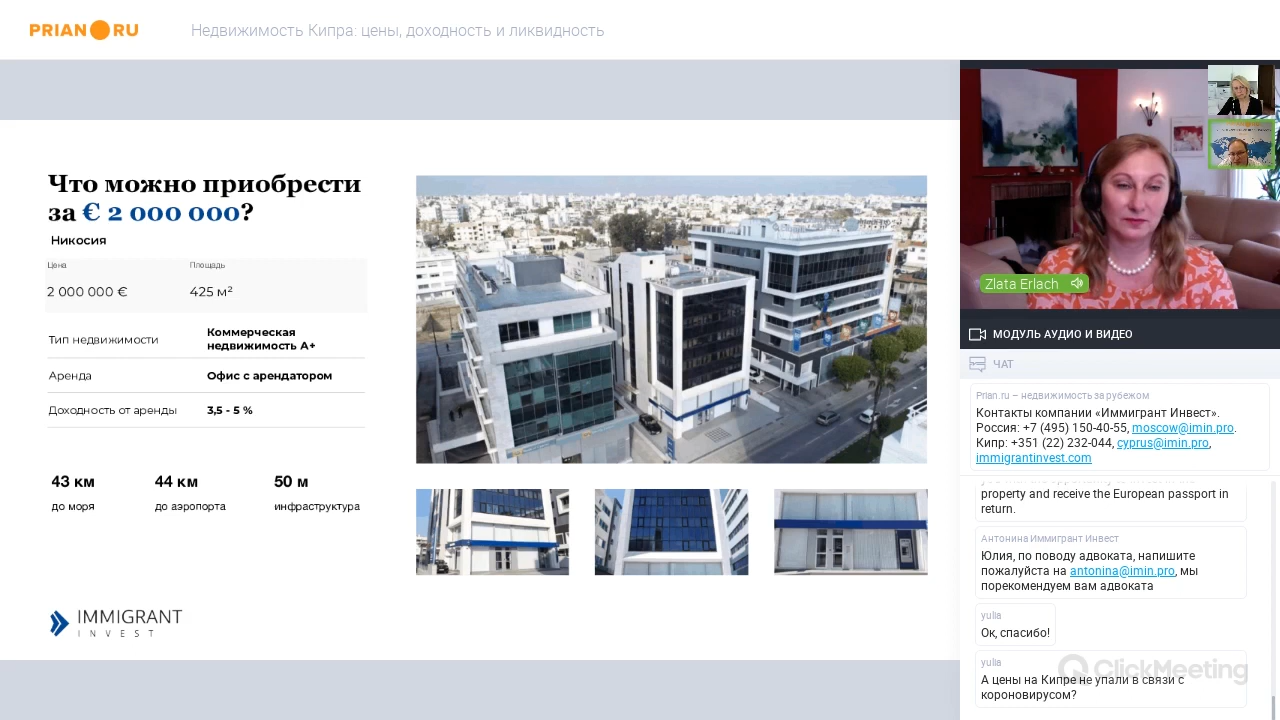 PRIAN RU
Недвижимость Кипра: цены, доходность и ликвидность
Что можно приобрести
за € 2 000 000?
Никосия
Цена
Площадь
2 000 000 €
425 м²
Тип недвижимости
Коммерческая
недвижимость А+
Аренда
Офис с арендатором
Доходность от аренды
3,5 - 5 %
43 км
44 км
50 м
до моря
до аэропорта
инфраструктура
IMMIGRANT
INVEST
Zlata Erlach
МОДУЛЬ АУДИО И ВИДЕО
ЧАТ
Prian.ru – недвижимость за рубежом
Контакты компании «Иммигрант Инвест».
Россия: +7 (495) 150-40-55, moscow@imin.pro.
Кипр: +351 (22) 232-044, cyprus@imin.pro,
immigrantinvest.com
property and receive the European passport in
return.
Антонина Иммигрант Инвест
Юлия, по поводу адвоката, напишите
пожалуйста на antonina@imin.pro, мы
порекомендуем вам адвоката
yulia
Ок, спасибо!
yulia
ClickMeeting
А цены на Кипре не упали в связи с
короновирусом?